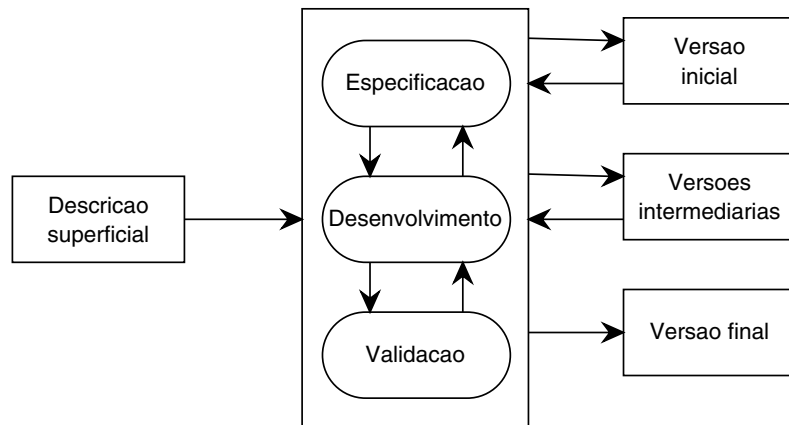 Descricao
superficial
Especificacao
Desenvolvimento
Validacao
Versao
inicial
Versoes
intermediarias
Versao final